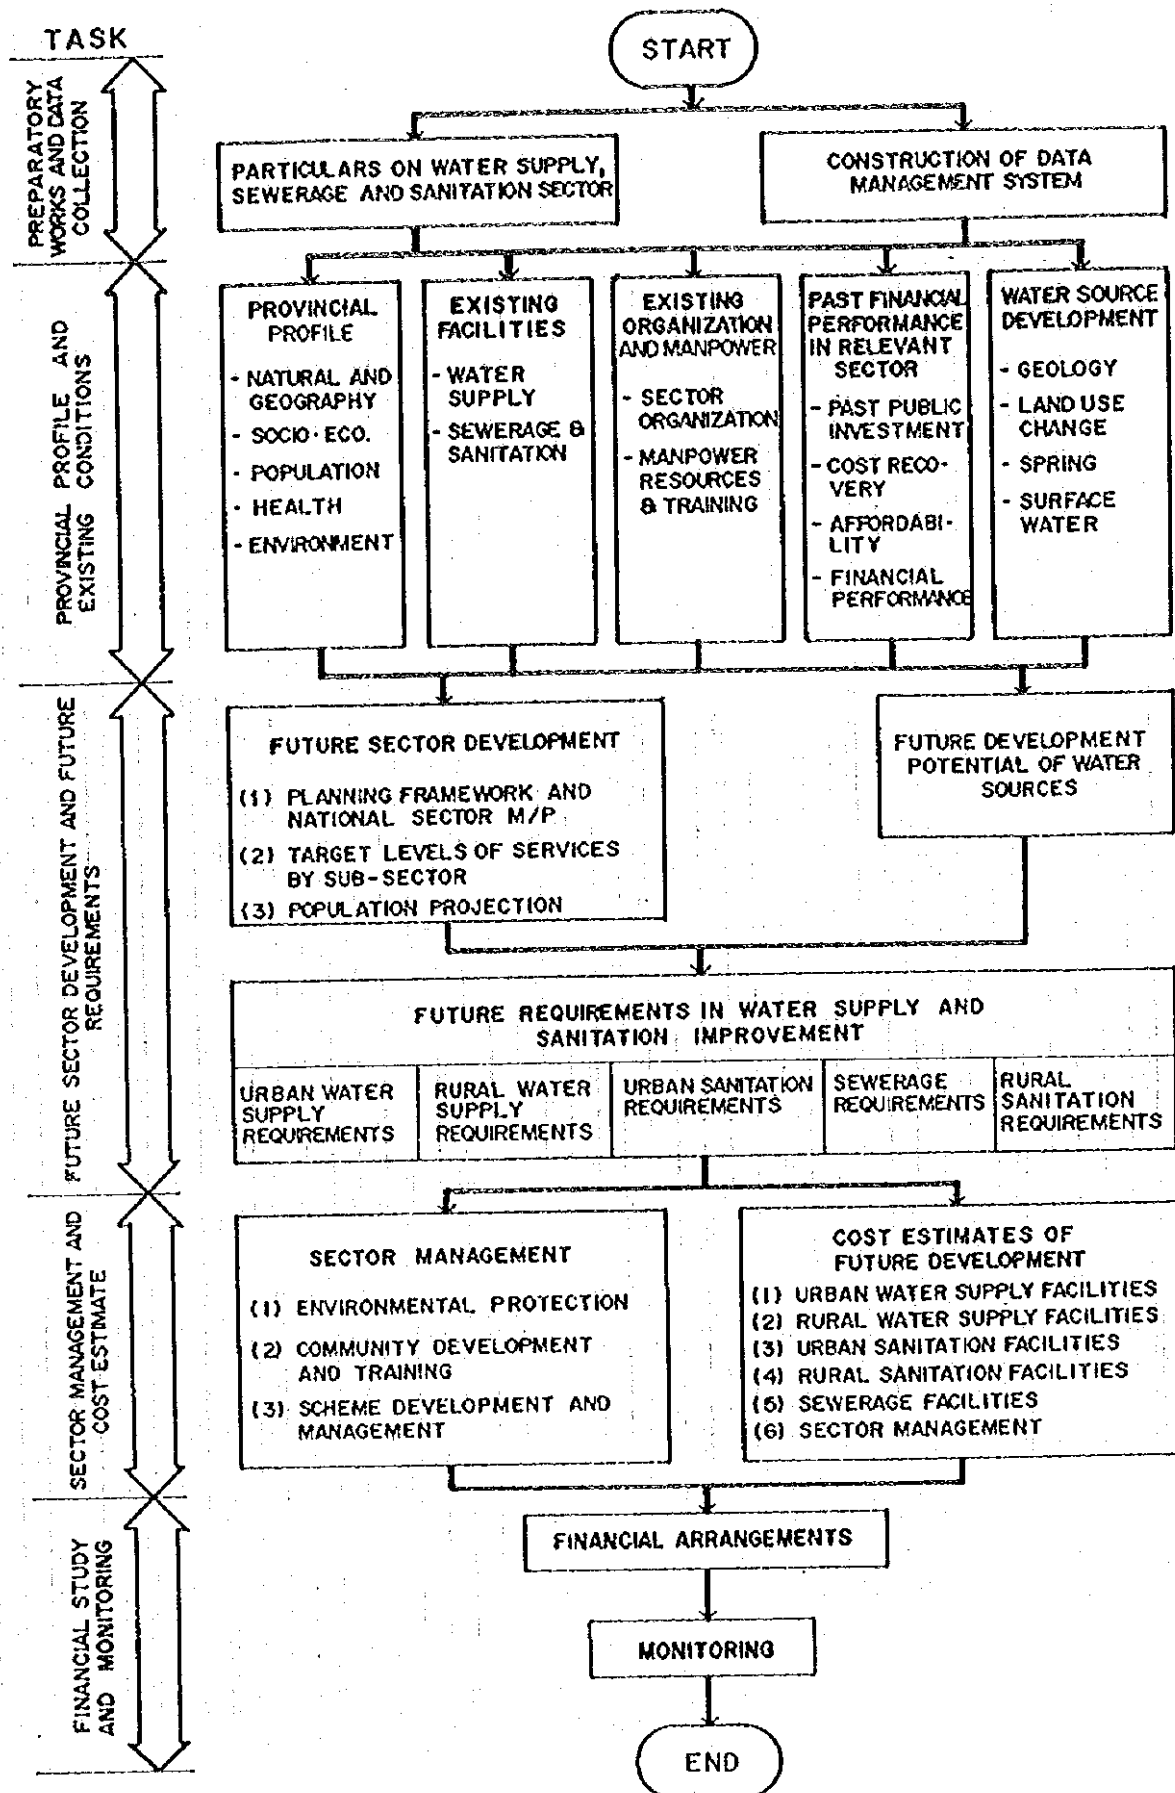 TASK
START
PREPARATORY
WORKS AND DATA
COLLECTION
PARTICULARS ON WATER SUPPLY,
SEWERAGE AND SANITATION SECTOR
CONSTRUCTION OF DATA
MANAGEMENT SYSTEM
PROVINCIAL PROFILE AND
EXISTING CONDITIONS
PROVINCIAL
PROFILE
- NATURAL AND
GEOGRAPHY
- SOCIO-ECO.
- POPULATION
- HEALTH
- ENVIRONMENT
EXISTING
FACILITIES
- WATER
SUPPLY
- SEWERAGE &
SANITATION
EXISTING
ORGANIZATION
AND MANPOWER
- SECTOR
ORGANIZATION
- MANPOWER
RESOURCES
& TRAINING
PAST FINANCIAL
PERFORMANCE
IN RELEVANT
SECTOR
- PAST PUBLIC
INVESTMENT
- COST RECO-
VERY
- AFFORDABI-
LITY
- FINANCIAL
PERFORMANCE
WATER SOURCE
DEVELOPMENT
- GEOLOGY
- LAND USE
CHANGE
- SPRING
- SURFACE
WATER
FUTURE SECTOR DEVELOPMENT AND FUTURE
REQUIREMENTS
FUTURE SECTOR DEVELOPMENT
(1) PLANNING FRAMEWORK AND
NATIONAL SECTOR M/P
(2) TARGET LEVELS OF SERVICES
BY SUB-SECTOR
(3) POPULATION PROJECTION
FUTURE DEVELOPMENT
POTENTIAL OF WATER
SOURCES
FUTURE REQUIREMENTS IN WATER SUPPLY AND
SANITATION IMPROVEMENT
URBAN WATER
SUPPLY
REQUIREMENTS
RURAL WATER
SUPPLY
REQUIREMENTS
URBAN SANITATION
REQUIREMENTS
SEWERAGE
REQUIREMENTS
RURAL
SANITATION
REQUIREMENTS
SECTOR MANAGEMENT AND
COST ESTIMATE
SECTOR MANAGEMENT
(1) ENVIRONMENTAL PROTECTION
(2) COMMUNITY DEVELOPMENT
AND TRAINING
(3) SCHEME DEVELOPMENT AND
MANAGEMENT
COST ESTIMATES OF
FUTURE DEVELOPMENT
(1) URBAN WATER SUPPLY FACILITIES
(2) RURAL WATER SUPPLY FACILITIES
(3) URBAN SANITATION FACILITIES
(4) RURAL SANITATION FACILITIES
(5) SEWERAGE FACILITIES
(6) SECTOR MANAGEMENT
FINANCIAL STUDY
AND MONITORING
FINANCIAL ARRANGEMENTS
MONITORING
END